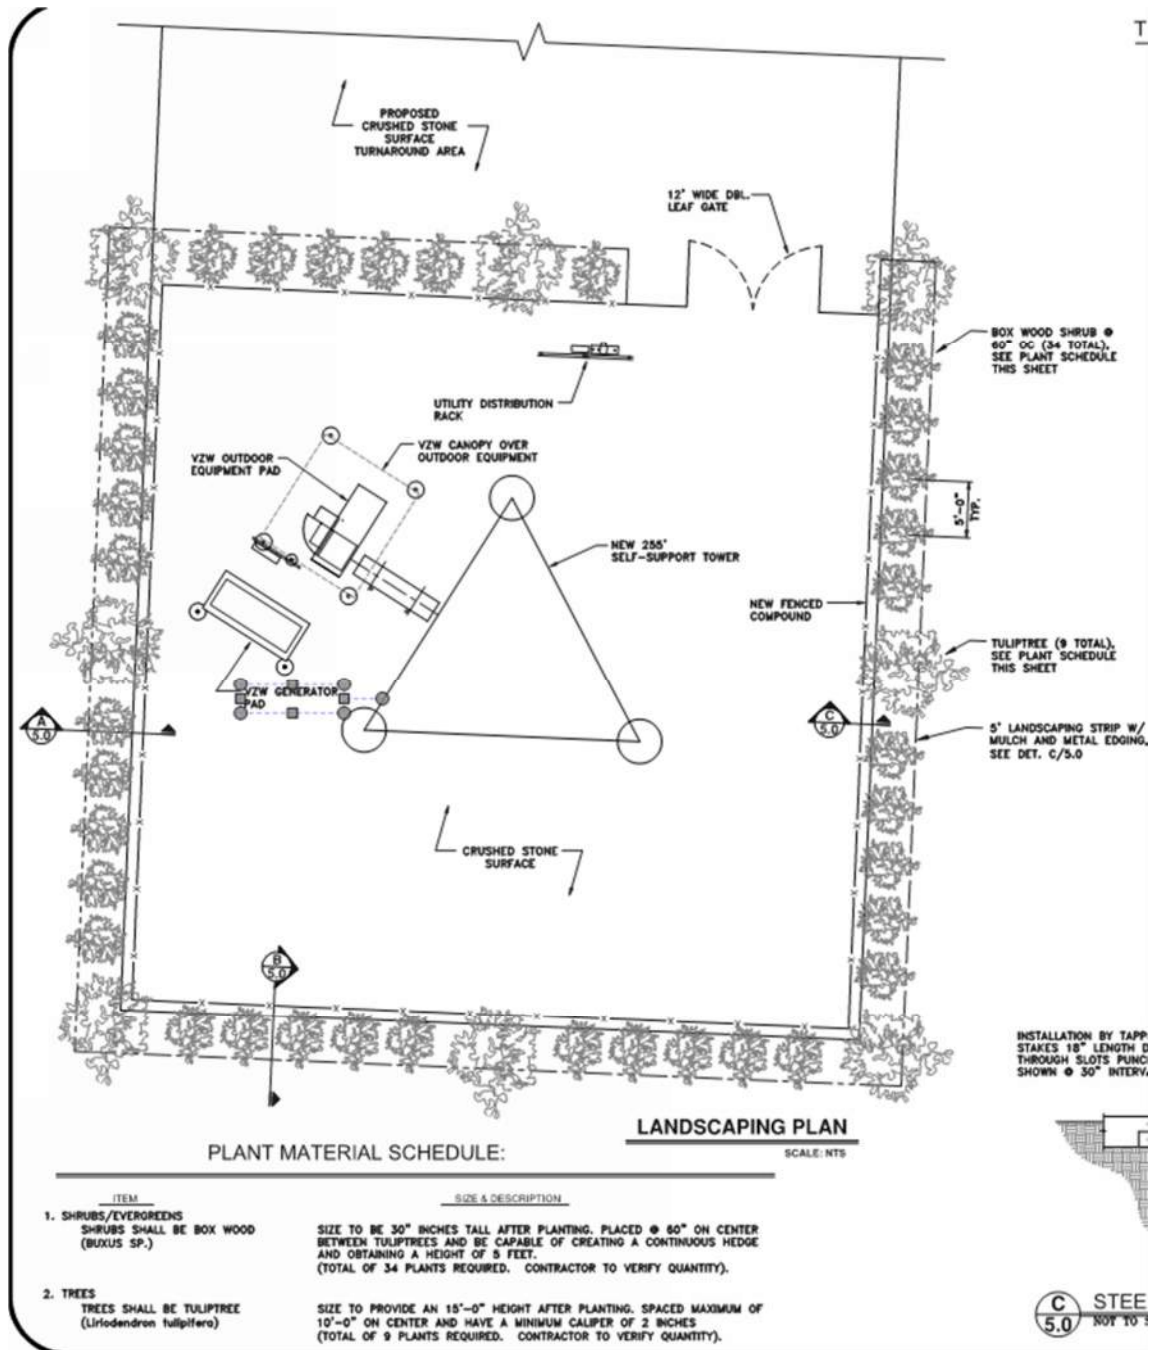 T
PROPOSED
CRUSHED STONE
SURFACE
TURNAROUND AREA
12' WIDE DBL.
LEAF GATE
BOX WOOD SHRUB @
60" OC (34 TOTAL),
SEE PLANT SCHEDULE
THIS SHEET
UTILITY DISTRIBUTION
RACK
VZW CANOPY OVER
OUTDOOR EQUIPMENT
VZW OUTDOOR
EQUIPMENT PAD
5'-0"
TYP.
NEW 255'
SELF-SUPPORT TOWER
NEW FENCED
COMPOUND
TULIPTREE (9 TOTAL),
SEE PLANT SCHEDULE
THIS SHEET
VZW GENERATOR
PAD
A
5.0
C
5.0
5' LANDSCAPING STRIP W/
MULCH AND METAL EDGING,
SEE DET. C/5.0
CRUSHED STONE
SURFACE
B
5.0
INSTALLATION BY TAPP
STAKES 18" LENGTH D
THROUGH SLOTS PUNC
SHOWN @ 30" INTERVA
LANDSCAPING PLAN
SCALE: NTS
PLANT MATERIAL SCHEDULE:
ITEM
SIZE & DESCRIPTION
1. SHRUBS/EVERGREENS
SHRUBS SHALL BE BOX WOOD
(BUXUS SP.)
SIZE TO BE 30" INCHES TALL AFTER PLANTING. PLACED @ 60" ON CENTER
BETWEEN TULIPTREES AND BE CAPABLE OF CREATING A CONTINUOUS HEDGE
AND OBTAINING A HEIGHT OF 5 FEET.
(TOTAL OF 34 PLANTS REQUIRED. CONTRACTOR TO VERIFY QUANTITY).
2. TREES
TREES SHALL BE TULIPTREE
(Liriodendron tulipifera)
SIZE TO PROVIDE AN 15'-0" HEIGHT AFTER PLANTING. SPACED MAXIMUM OF
10'-0" ON CENTER AND HAVE A MINIMUM CALIPER OF 2 INCHES
(TOTAL OF 9 PLANTS REQUIRED. CONTRACTOR TO VERIFY QUANTITY).
C
5.0
STEE
NOT TO